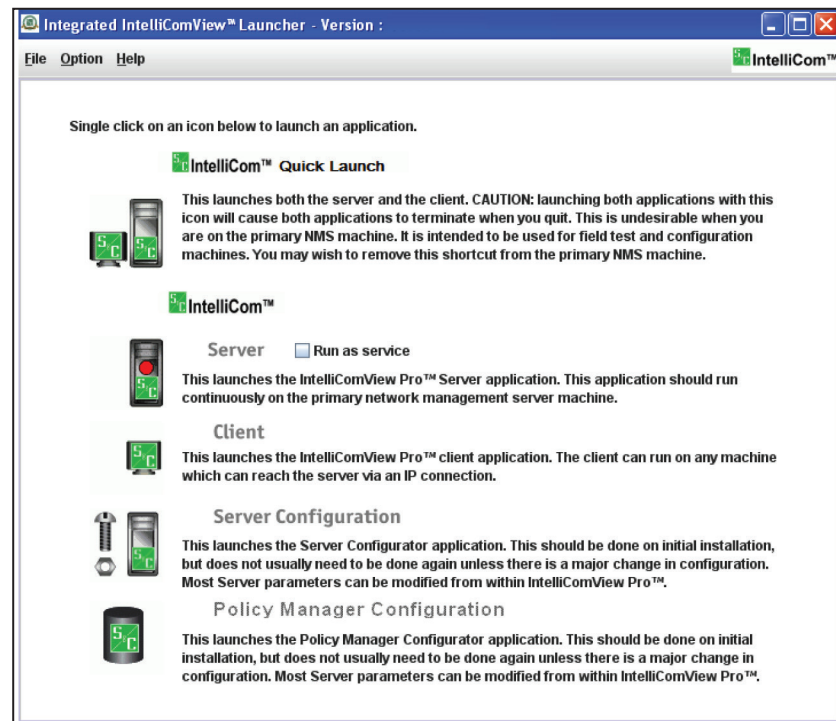 Integrated IntelliComView™ Launcher - Version :
File Option Help
S&C IntelliCom™
Single click on an icon below to launch an application.
S&C IntelliCom™ Quick Launch
This launches both the server and the client. CAUTION: launching both applications with this
icon will cause both applications to terminate when you quit. This is undesirable when you
are on the primary NMS machine. It is intended to be used for field test and configuration
machines. You may wish to remove this shortcut from the primary NMS machine.
S&C S&C
S&C IntelliCom™
Server Run as service
S&C
This launches the IntelliComView Pro™ Server application. This application should run
continuously on the primary network management server machine.
Client
S&C
This launches the IntelliComView Pro™ client application. The client can run on any machine
which can reach the server via an IP connection.
Server Configuration
S&C
This launches the Server Configurator application. This should be done on initial installation,
but does not usually need to be done again unless there is a major change in configuration.
Most Server parameters can be modified from within IntelliComView Pro™.
Policy Manager Configuration
S&C
This launches the Policy Manager Configurator application. This should be done on initial
installation, but does not usually need to be done again unless there is a major change in
configuration. Most Server parameters can be modified from within IntelliComView Pro™.